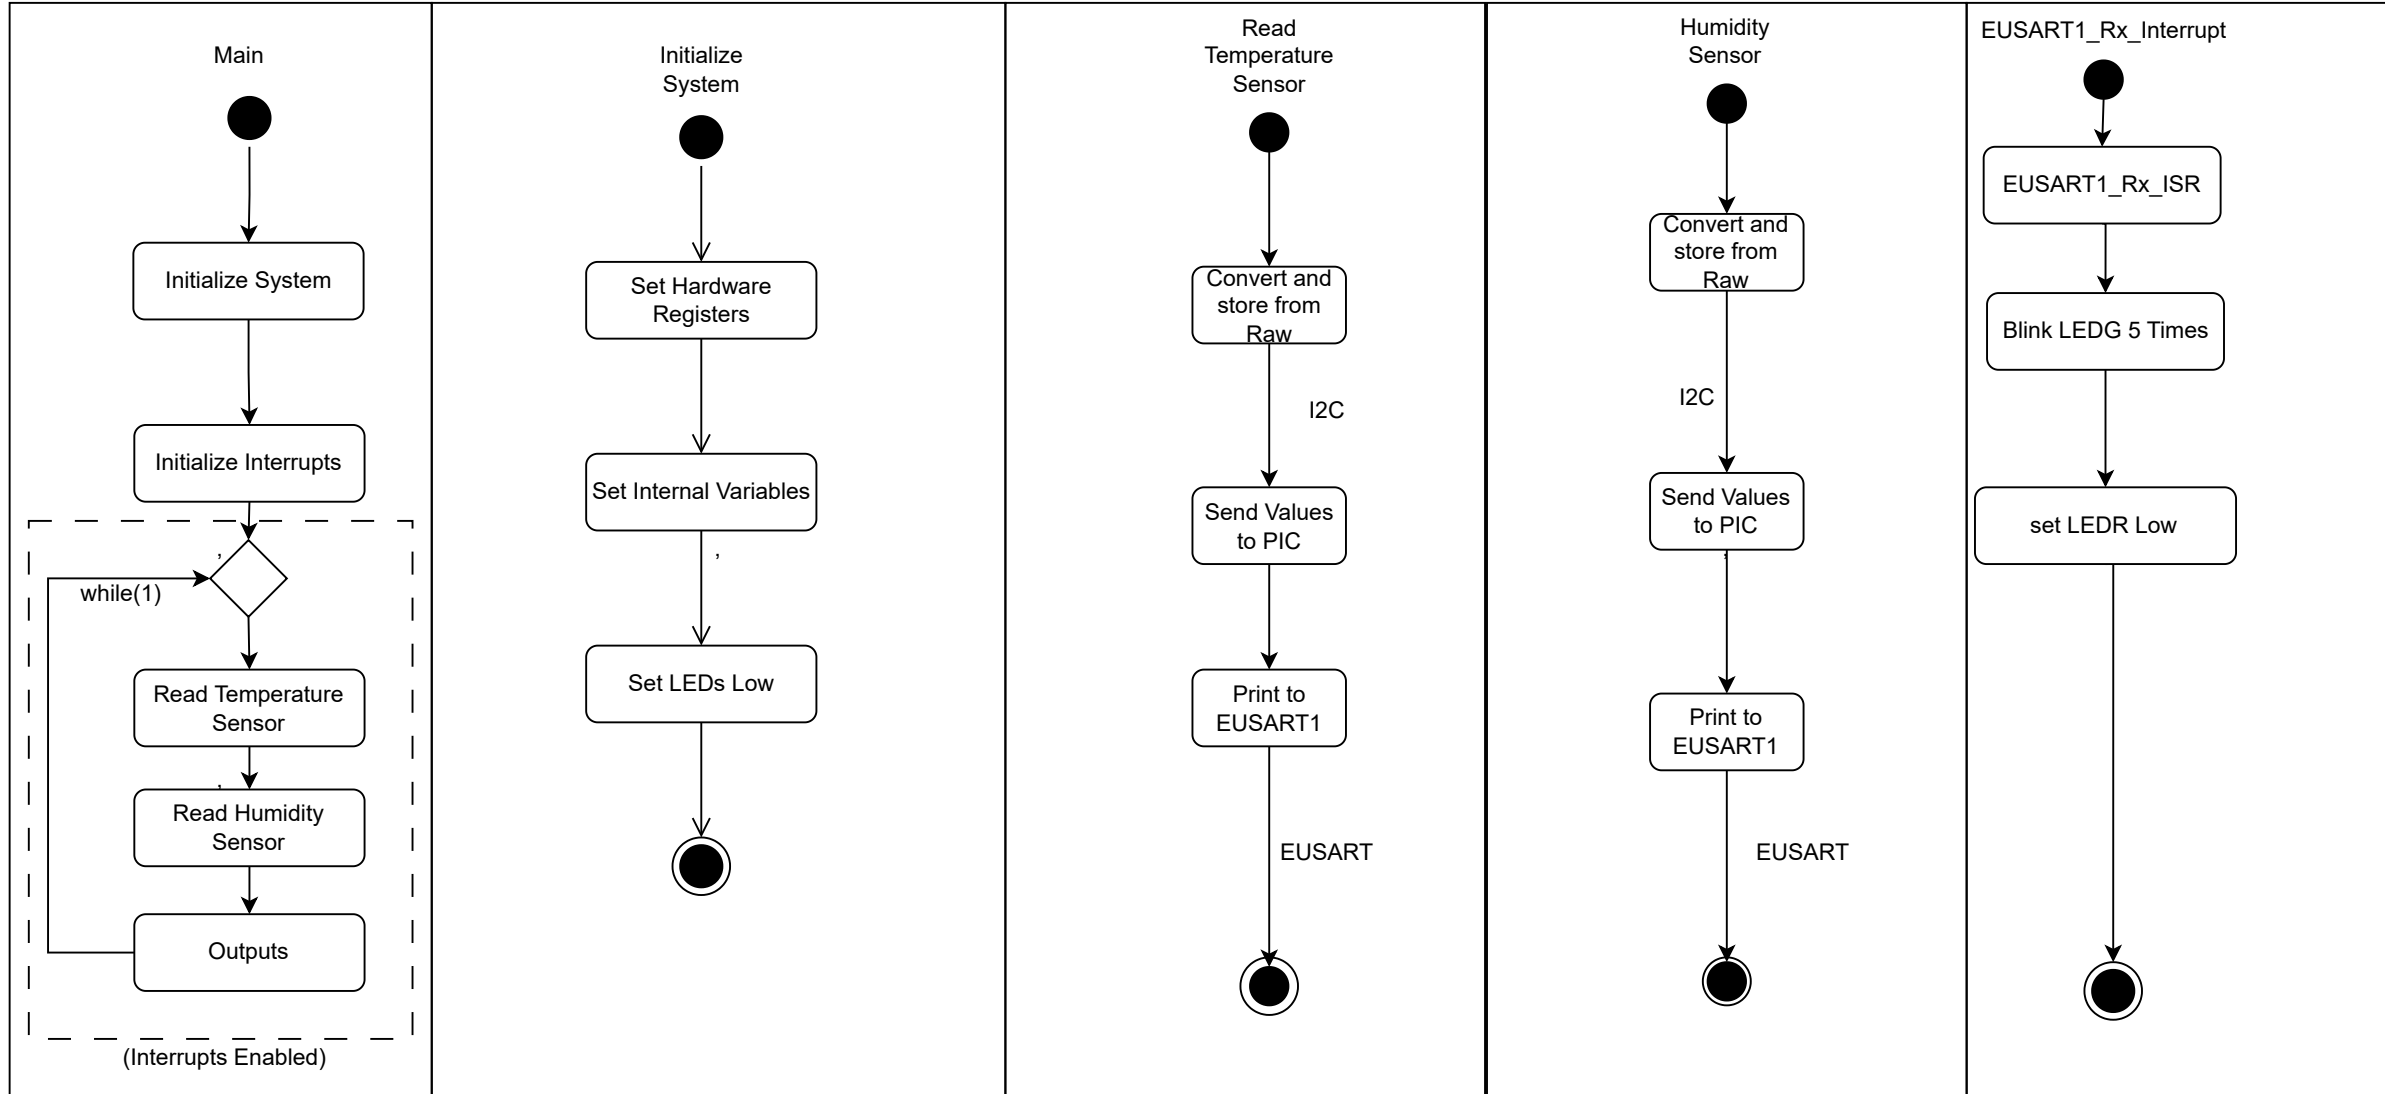 Main
Initialize System
Initialize Interrupts
,
while(1)
Read Temperature
Sensor
,
Read Humidity
Sensor
Outputs
(Interrupts Enabled)
Initialize
System
Set Hardware
Registers
Set Internal Variables
,
Set LEDs Low
Read
Temperature
Sensor
Convert and
store from
Raw
I2C
Send Values
to PIC
Print to
EUSART1
EUSART
Humidity
Sensor
Convert and
store from
Raw
I2C
Send Values
to PIC
,
Print to
EUSART1
EUSART
EUSART1_Rx_Interrupt
EUSART1_Rx_ISR
Blink LEDG 5 Times
set LEDR Low